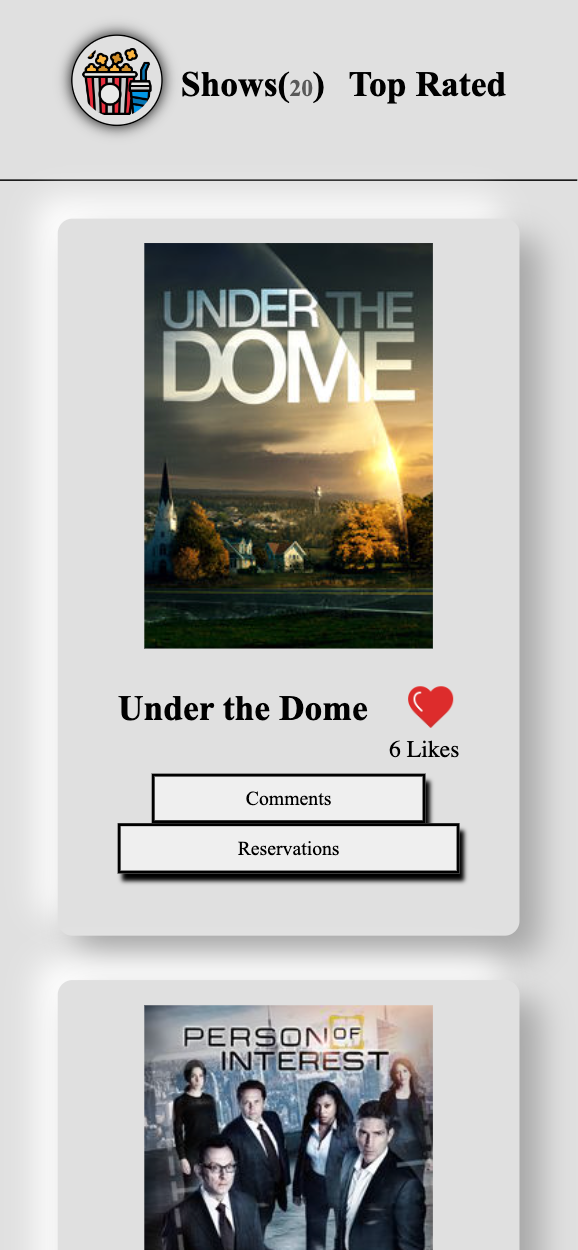 Shows(20) Top Rated
UNDER THE
DOME
Under the Dome
6 Likes
Comments
Reservations
PERSON OF
INTEREST